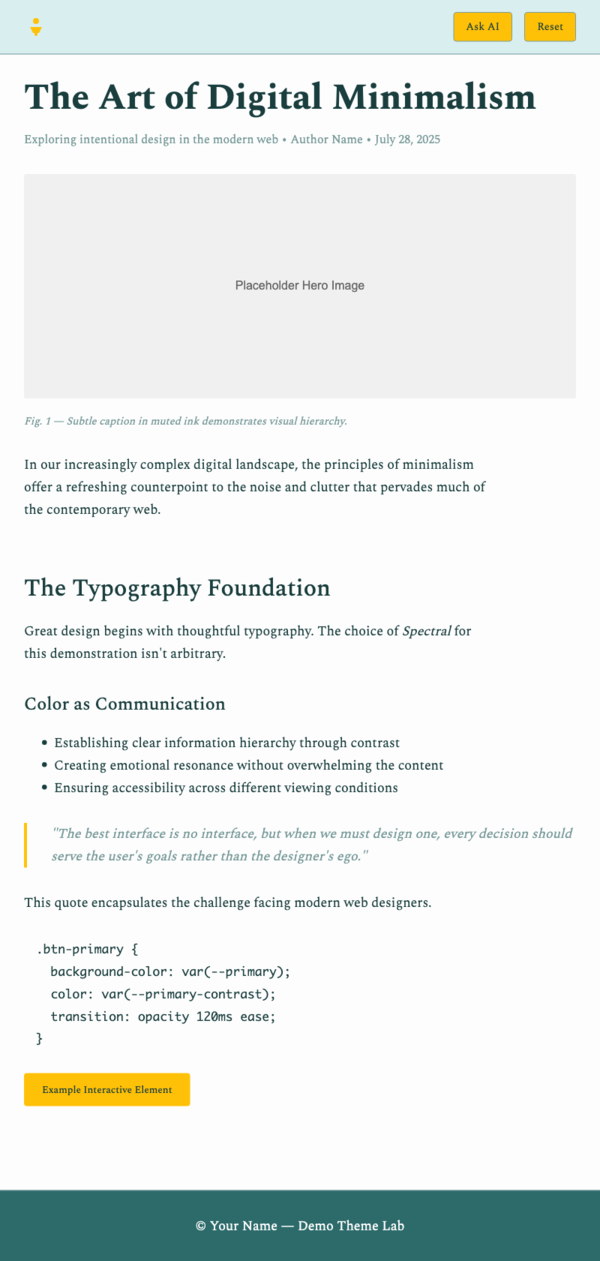 Ask AI
Reset
The Art of Digital Minimalism
Exploring intentional design in the modern web • Author Name • July 28, 2025
Placeholder Hero Image
Fig. 1 — Subtle caption in muted ink demonstrates visual hierarchy.
In our increasingly complex digital landscape, the principles of minimalism
offer a refreshing counterpoint to the noise and clutter that pervades much of
the contemporary web.
The Typography Foundation
Great design begins with thoughtful typography. The choice of Spectral for
this demonstration isn't arbitrary.
Color as Communication
• Establishing clear information hierarchy through contrast
• Creating emotional resonance without overwhelming the content
• Ensuring accessibility across different viewing conditions
"The best interface is no interface, but when we must design one, every decision should
serve the user's goals rather than the designer's ego."
This quote encapsulates the challenge facing modern web designers.
.btn-primary {
  background-color: var(--primary);
  color: var(--primary-contrast);
  transition: opacity 120ms ease;
}
Example Interactive Element
© Your Name — Demo Theme Lab